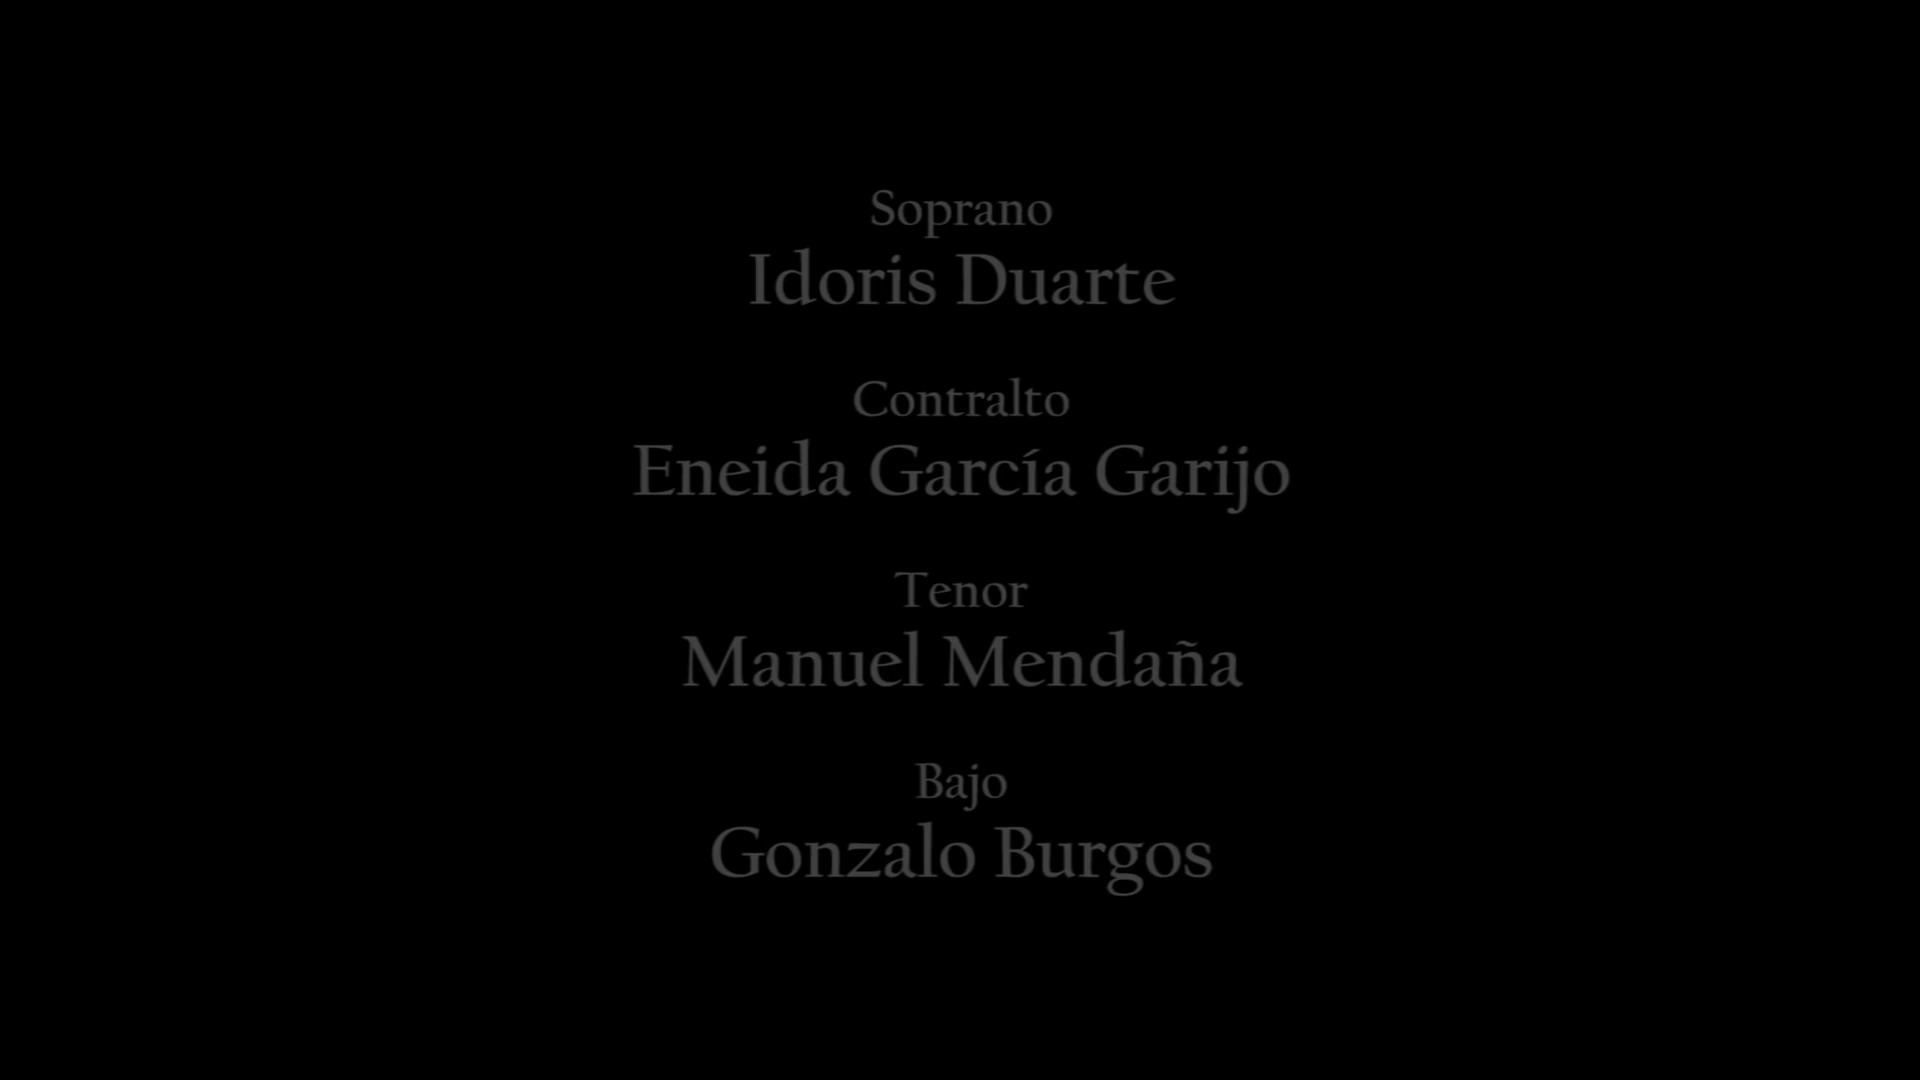 Soprano
Idoris Duarte
Contralto
Eneida García Garijo
Tenor
Manuel Mendaña
Bajo
Gonzalo Burgos